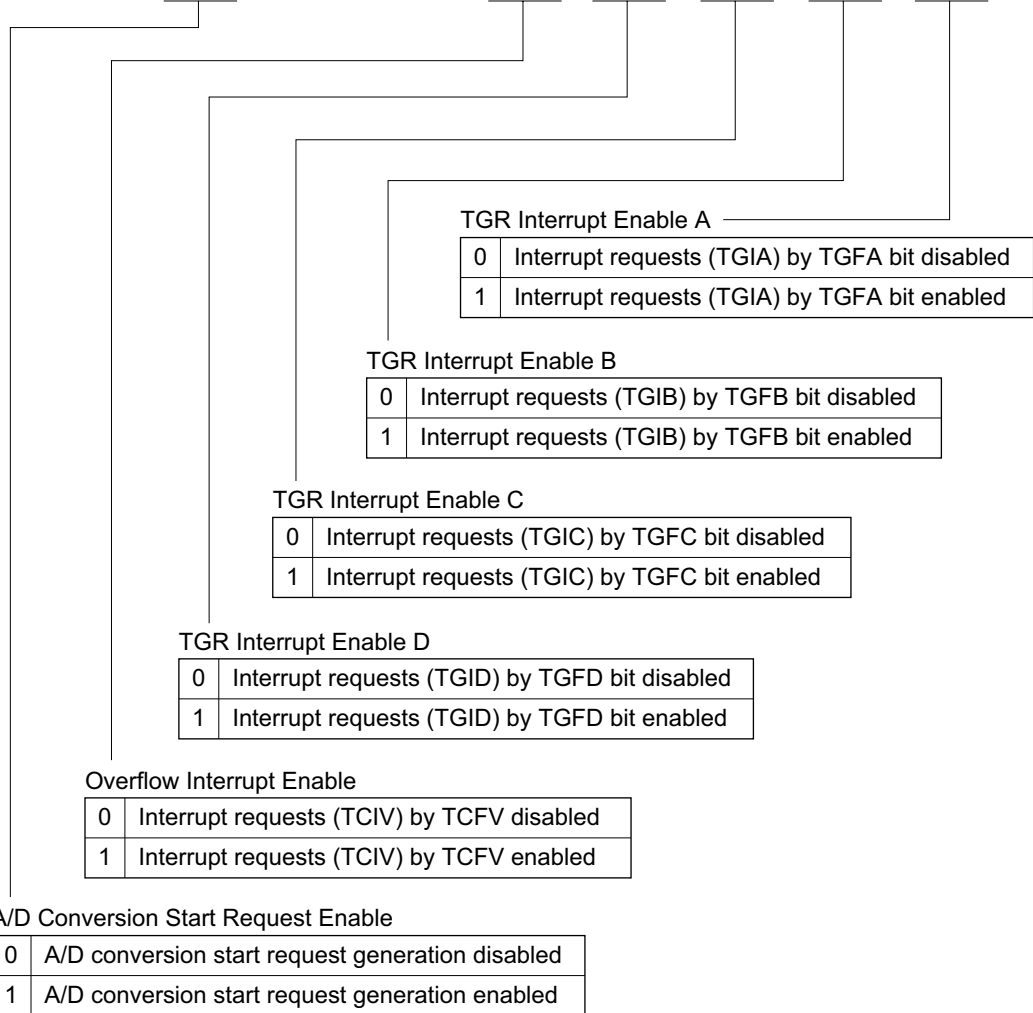 TGR Interrupt Enable A
0 Interrupt requests (TGIA) by TGFA bit disabled
1 Interrupt requests (TGIA) by TGFA bit enabled
TGR Interrupt Enable B
0 Interrupt requests (TGIB) by TGFB bit disabled
1 Interrupt requests (TGIB) by TGFB bit enabled
TGR Interrupt Enable C
0 Interrupt requests (TGIC) by TGFC bit disabled
1 Interrupt requests (TGIC) by TGFC bit enabled
TGR Interrupt Enable D
0 Interrupt requests (TGID) by TGFD bit disabled
1 Interrupt requests (TGID) by TGFD bit enabled
Overflow Interrupt Enable
0 Interrupt requests (TCIV) by TCFV disabled
1 Interrupt requests (TCIV) by TCFV enabled
A/D Conversion Start Request Enable
0 A/D conversion start request generation disabled
1 A/D conversion start request generation enabled